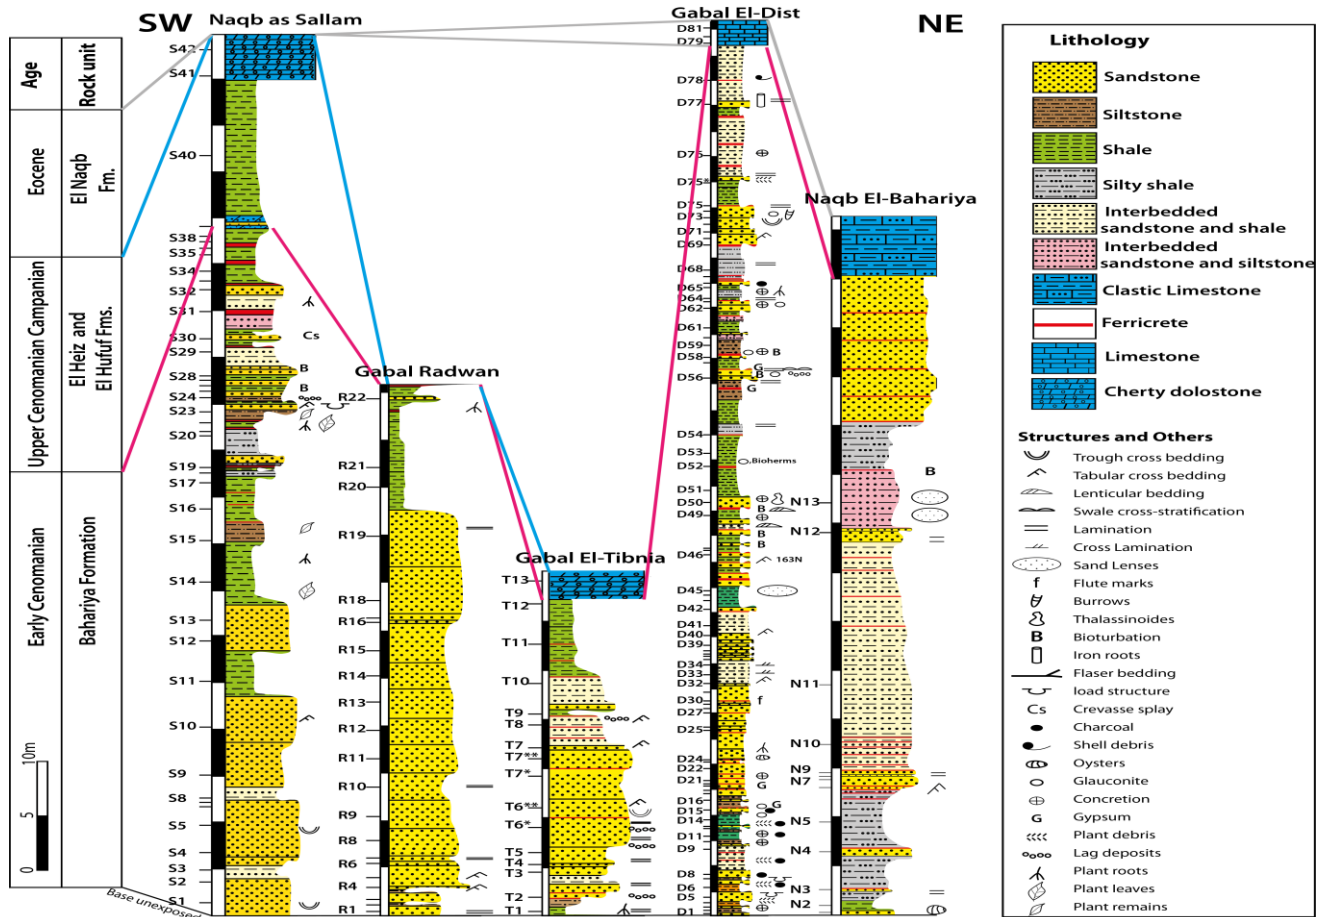 SW
NE
Naqb as Sallam
Gabal El-Dist
Naqb El-Bahariya
Gabal Radwan
Gabal El-Tibnia
Age
Rock unit
Eocene
El Naqb
Fm.
Upper Cenomanian Campanian
El Heiz and
El Hufuf Fms.
Early Cenomanian
Bahariya Formation
10m
5
0
Base unexposed
S42
S41
S40
S38
S35
S34
S32
S31
S30
S29
S28
S24
S23
S20
S19
S17
S16
S15
S14
S13
S12
S11
S10
S9
S8
S5
S4
S3
S2
S1
Cs
B
B
R22
R21
R20
R19
R18
R16
R15
R14
R13
R12
R11
R10
R9
R8
R6
R4
R1
T13
T12
T11
T10
T9
T8
T7
T7**
T7*
T6**
T6*
T5
T4
T3
T2
T1
D81
D79
D78
D77
D75
D75*
D75
D73
D71
D69
D68
D65
D64
D62
D61
D59
D58
D56
D54
D53
D52
D51
D50
D49
D46
D45
D42
D41
D40
D39
D34
D33
D32
D30
D27
D25
D24
D22
D21
D16
D15
D14
D11
D9
D8
D6
D5
D1
B
G
B
G
Bioherms
B
B
B
163N
f
G
G
N13
N12
N11
N10
N9
N7
N5
N4
N3
N2
B
Lithology
Sandstone
Siltstone
Shale
Silty shale
Interbedded
sandstone and shale
Interbedded
sandstone and siltstone
Clastic Limestone
Ferricrete
Limestone
Cherty dolostone
Structures and Others
Trough cross bedding
Tabular cross bedding
Lenticular bedding
Swale cross-stratification
Lamination
Cross Lamination
Sand Lenses
f Flute marks
Burrows
Thalassinoides
B Bioturbation
Iron roots
Flaser bedding
load structure
Cs Crevasse splay
Charcoal
Shell debris
Oysters
Glauconite
Concretion
G Gypsum
Plant debris
Lag deposits
Plant roots
Plant leaves
Plant remains